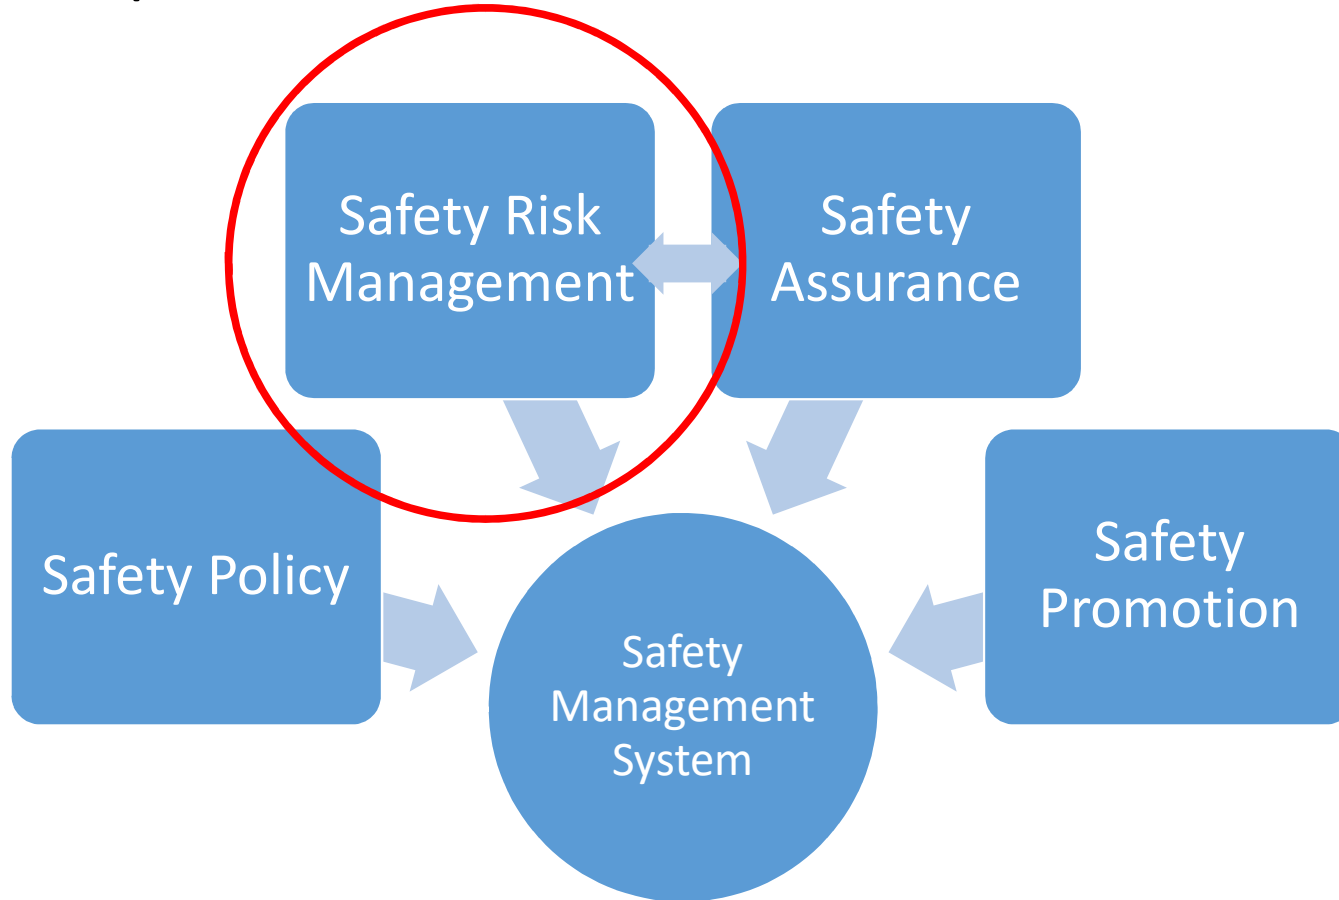 Safety Risk
Management
Safety
Assurance
Safety Policy
Safety
Promotion
Safety
Management
System